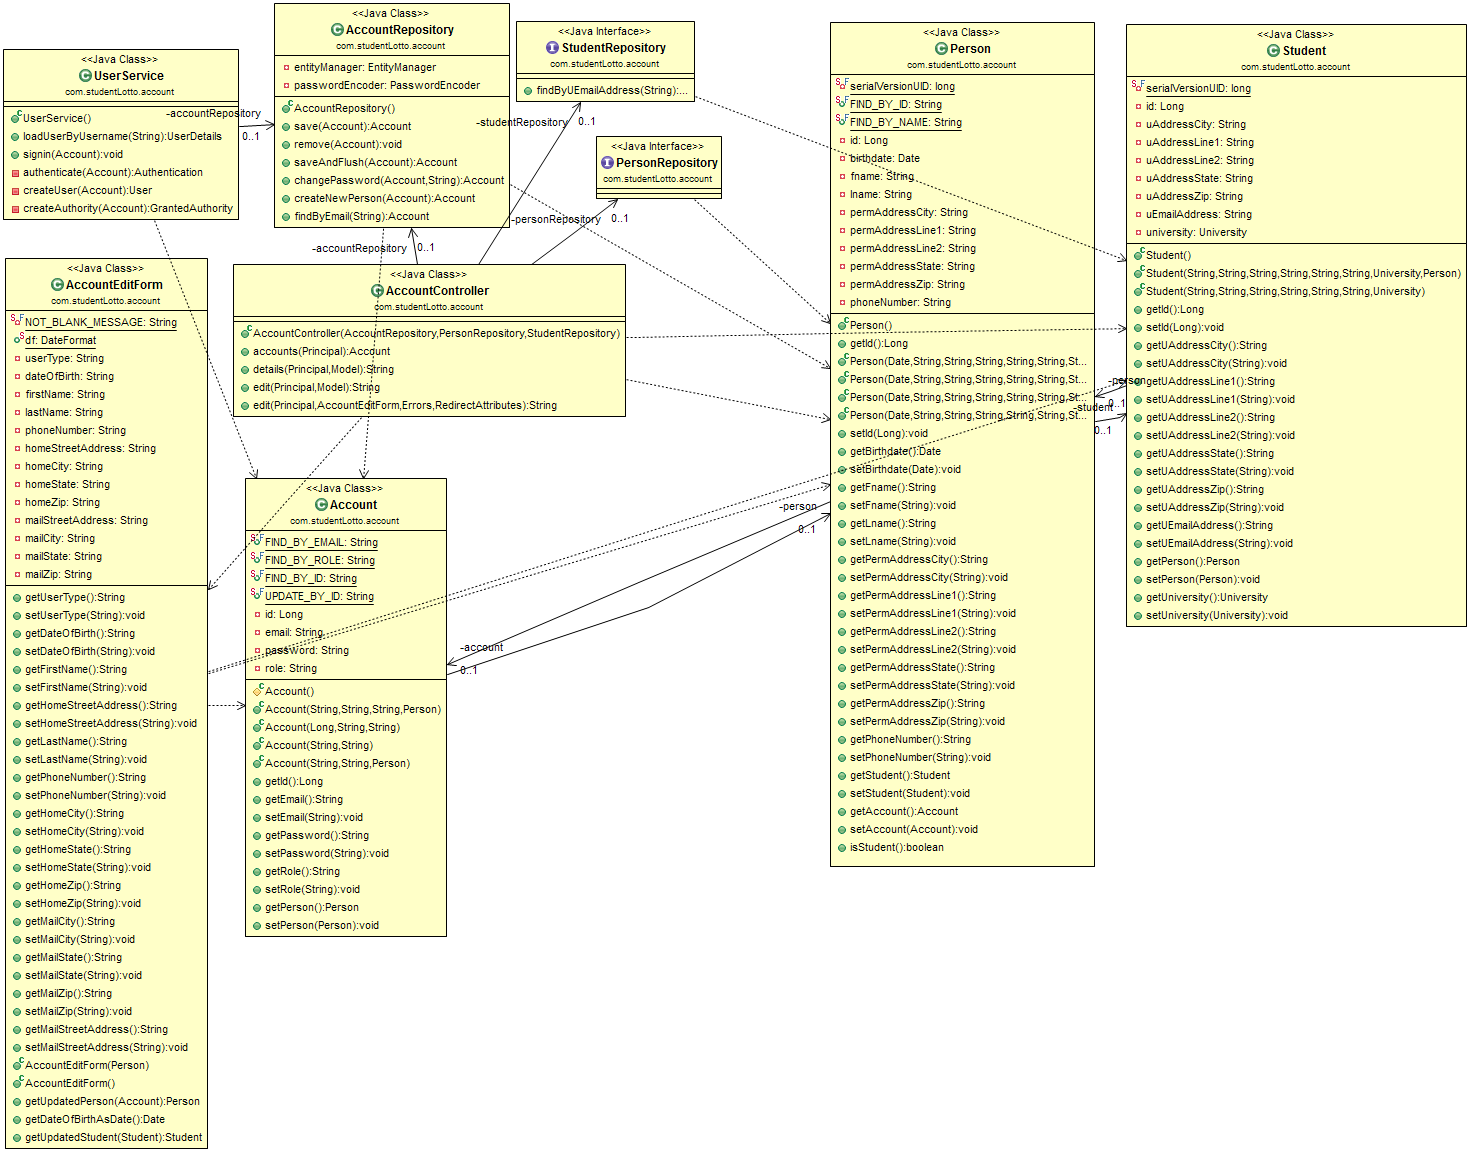 <<Java Class>>
UserService
com.studentLotto.account
UserService()
loadUserByUsername(String):UserDetails
signin(Account):void
authenticate(Account):Authentication
createUser(Account):User
createAuthority(Account):GrantedAuthority
-accountRepository
0..1
<<Java Class>>
AccountRepository
com.studentLotto.account
entityManager: EntityManager
passwordEncoder: PasswordEncoder
AccountRepository()
save(Account):Account
remove(Account):void
saveAndFlush(Account):Account
changePassword(Account,String):Account
createNewPerson(Account):Account
findByEmail(String):Account
<<Java Interface>>
StudentRepository
com.studentLotto.account
findByUEmailAddress(String):...
-studentRepository
0..1
<<Java Interface>>
PersonRepository
com.studentLotto.account
-personRepository
0..1
-accountRepository
0..1
<<Java Class>>
AccountController
com.studentLotto.account
AccountController(AccountRepository,PersonRepository,StudentRepository)
accounts(Principal):Account
details(Principal,Model):String
edit(Principal,Model):String
edit(Principal,AccountEditForm,Errors,RedirectAttributes):String
<<Java Class>>
AccountEditForm
com.studentLotto.account
NOT_BLANK_MESSAGE: String
df: DateFormat
userType: String
dateOfBirth: String
firstName: String
lastName: String
phoneNumber: String
homeStreetAddress: String
homeCity: String
homeState: String
homeZip: String
mailStreetAddress: String
mailCity: String
mailState: String
mailZip: String
getUserType():String
setUserType(String):void
getDateOfBirth():String
setDateOfBirth(String):void
getFirstName():String
setFirstName(String):void
getHomeStreetAddress():String
setHomeStreetAddress(String):void
getLastName():String
setLastName(String):void
getPhoneNumber():String
setPhoneNumber(String):void
getHomeCity():String
setHomeCity(String):void
getHomeState():String
setHomeState(String):void
getHomeZip():String
setHomeZip(String):void
getMailCity():String
setMailCity(String):void
getMailState():String
setMailState(String):void
getMailZip():String
setMailZip(String):void
getMailStreetAddress():String
setMailStreetAddress(String):void
AccountEditForm(Person)
AccountEditForm()
getUpdatedPerson(Account):Person
getDateOfBirthAsDate():Date
getUpdatedStudent(Student):Student
<<Java Class>>
Account
com.studentLotto.account
FIND_BY_EMAIL: String
FIND_BY_ROLE: String
FIND_BY_ID: String
UPDATE_BY_ID: String
id: Long
email: String
password: String
role: String
Account()
Account(String,String,String,Person)
Account(Long,String,String)
Account(String,String)
Account(String,String,Person)
getId():Long
getEmail():String
setEmail(String):void
getPassword():String
setPassword(String):void
getRole():String
setRole(String):void
getPerson():Person
setPerson(Person):void
-account
0..1
-person
0..1
<<Java Class>>
Person
com.studentLotto.account
serialVersionUID: long
FIND_BY_ID: String
FIND_BY_NAME: String
id: Long
birthdate: Date
fname: String
lname: String
permAddressCity: String
permAddressLine1: String
permAddressLine2: String
permAddressState: String
permAddressZip: String
phoneNumber: String
Person()
getId():Long
Person(Date,String,String,String,String,String,St...
Person(Date,String,String,String,String,String,St...
Person(Date,String,String,String,String,String,St...
Person(Date,String,String,String,String,String,St...
setId(Long):void
getBirthdate():Date
setBirthdate(Date):void
getFname():String
setFname(String):void
getLname():String
setLname(String):void
getPermAddressCity():String
setPermAddressCity(String):void
getPermAddressLine1():String
setPermAddressLine1(String):void
getPermAddressLine2():String
setPermAddressLine2(String):void
getPermAddressState():String
setPermAddressState(String):void
getPermAddressZip():String
setPermAddressZip(String):void
getPhoneNumber():String
setPhoneNumber(String):void
getStudent():Student
setStudent(Student):void
getAccount():Account
setAccount(Account):void
isStudent():boolean
-person
0..1
-student
0..1
<<Java Class>>
Student
com.studentLotto.account
serialVersionUID: long
id: Long
uAddressCity: String
uAddressLine1: String
uAddressLine2: String
uAddressState: String
uAddressZip: String
uEmailAddress: String
university: University
Student()
Student(String,String,String,String,String,String,University,Person)
Student(String,String,String,String,String,String,University)
getId():Long
setId(Long):void
getUAddressCity():String
setUAddressCity(String):void
getUAddressLine1():String
setUAddressLine1(String):void
getUAddressLine2():String
setUAddressLine2(String):void
getUAddressState():String
setUAddressState(String):void
getUAddressZip():String
setUAddressZip(String):void
getUEmailAddress():String
setUEmailAddress(String):void
getPerson():Person
setPerson(Person):void
getUniversity():University
setUniversity(University):void